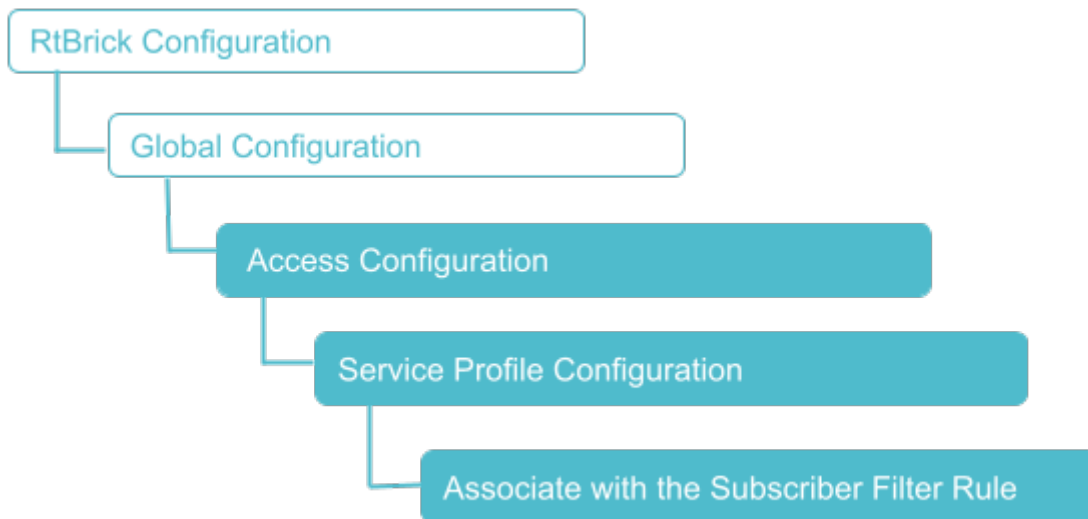 RtBrick Configuration
Global Configuration
Access Configuration
Service Profile Configuration
Associate with the Subscriber Filter Rule